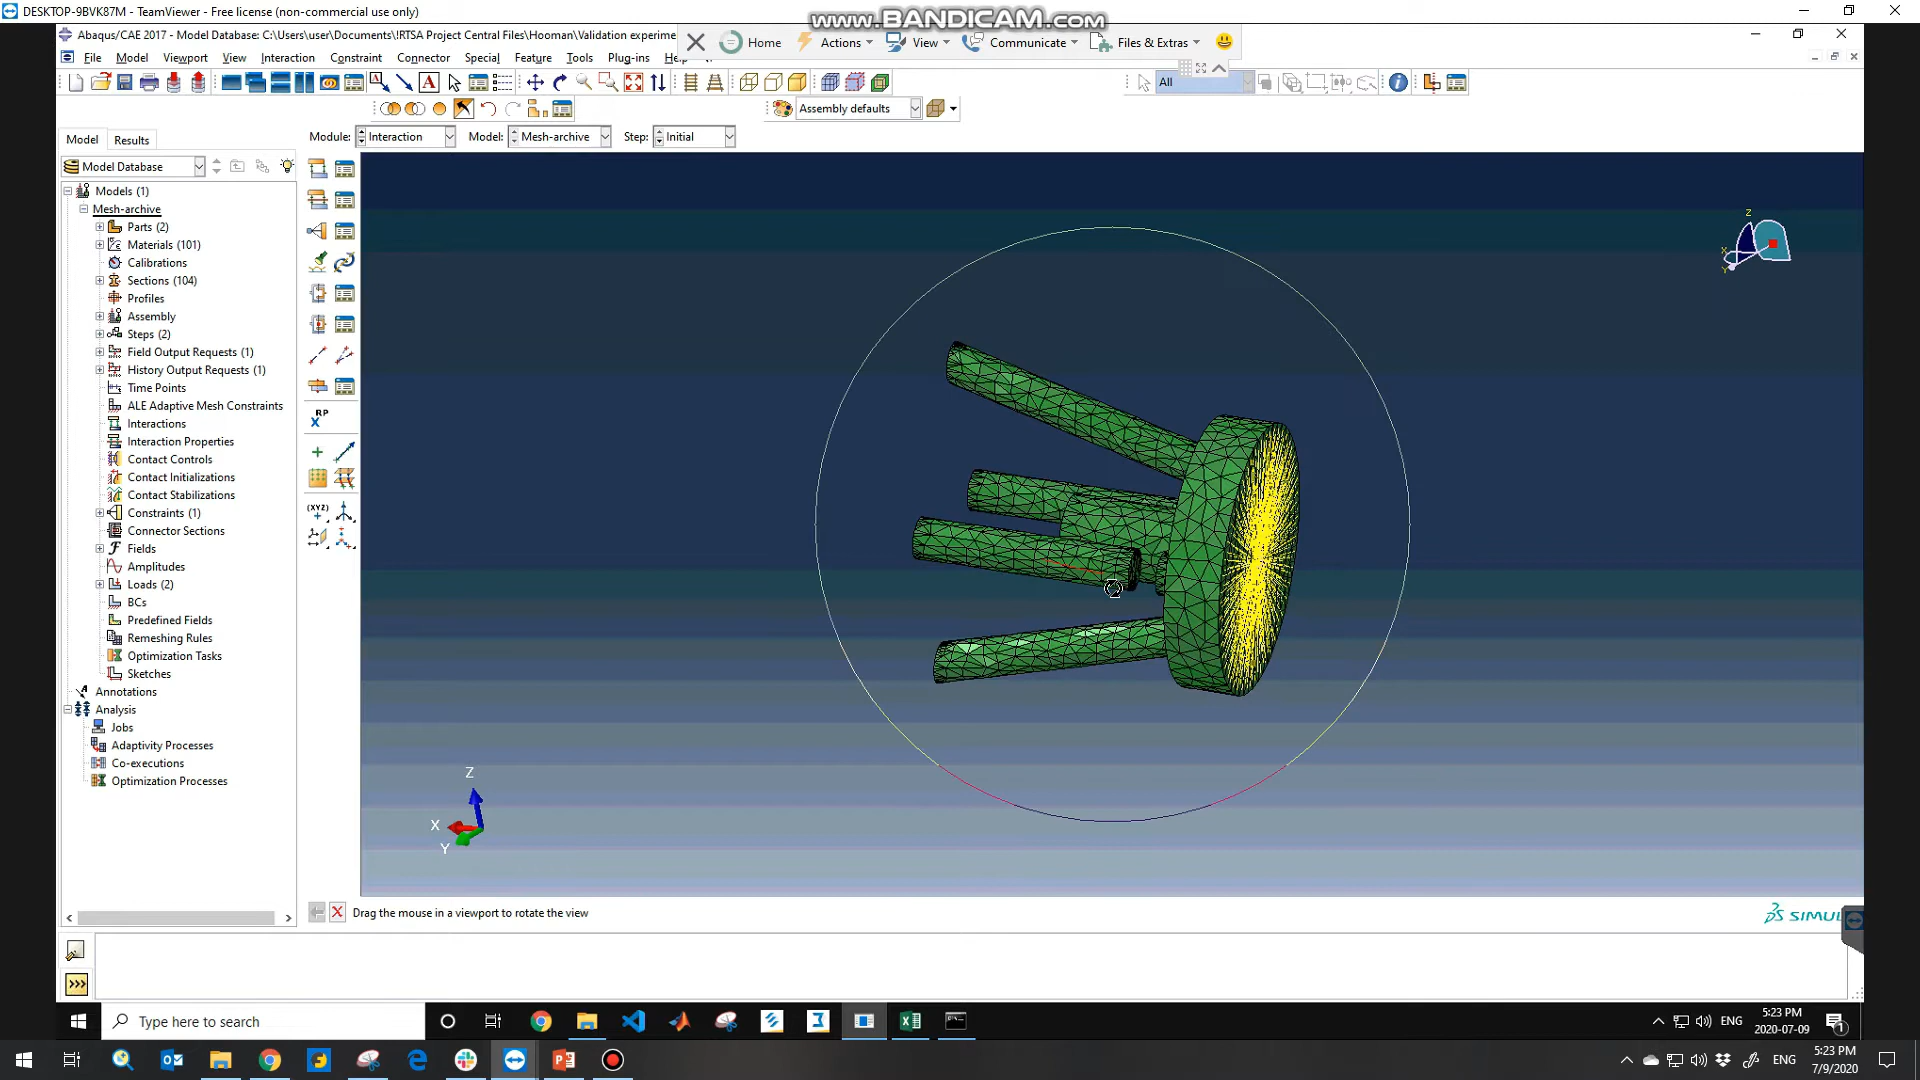 DESKTOP-9BVK87M - TeamViewer - Free license (non-commercial use only)
www.BANDICAM.com
Abaqus/CAE 2017 - Model Database: C:\Users\user\Documents\!RTSA Project Central Files\Hooman\Validation experime
Home Actions View Communicate Files & Extras
File Model Viewport View Interaction Constraint Connector Special Feature Tools Plug-ins
All
Assembly defaults
Model Results
Module: Interaction Model: Mesh-archive Step: Initial
Model Database
Models (1)
Mesh-archive
Parts (2)
Materials (101)
Calibrations
Sections (104)
Profiles
Assembly
Steps (2)
Field Output Requests (1)
History Output Requests (1)
Time Points
ALE Adaptive Mesh Constraints
Interactions
Interaction Properties
Contact Controls
Contact Initializations
Contact Stabilizations
Constraints (1)
Connector Sections
Fields
Amplitudes
Loads (2)
BCs
Predefined Fields
Remeshing Rules
Optimization Tasks
Sketches
Annotations
Analysis
Jobs
Adaptivity Processes
Co-executions
Optimization Processes
RP
(XYZ)
Z
X
Y
Z
X
Y
Drag the mouse in a viewport to rotate the view
SIMUL
>>>
Type here to search
ENG
5:23 PM
2020-07-09
ENG
5:23 PM
7/9/2020